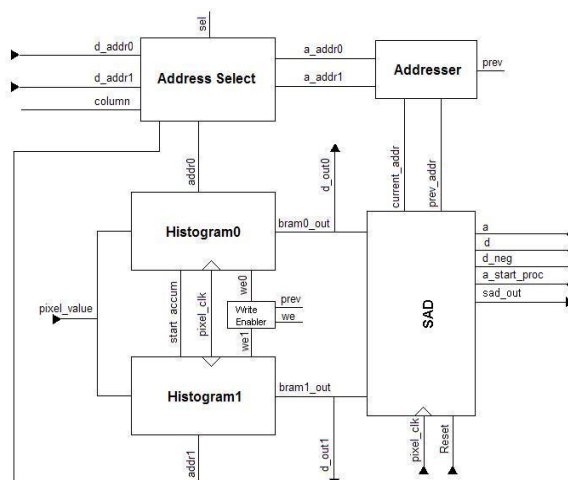 sel
d_addr0
d_addr1
column
Address Select
a_addr0
a_addr1
Addresser
prev
addr0
d_out0
current_addr
prev_addr
Histogram0
bram0_out
a
d
d_neg
a_start_proc
sad_out
SAD
pixel_value
start_accum
pixel_clk
we0
Write
Enabler
prev
we
we1
Histogram1
bram1_out
addr1
d_out1
pixel_clk
Reset